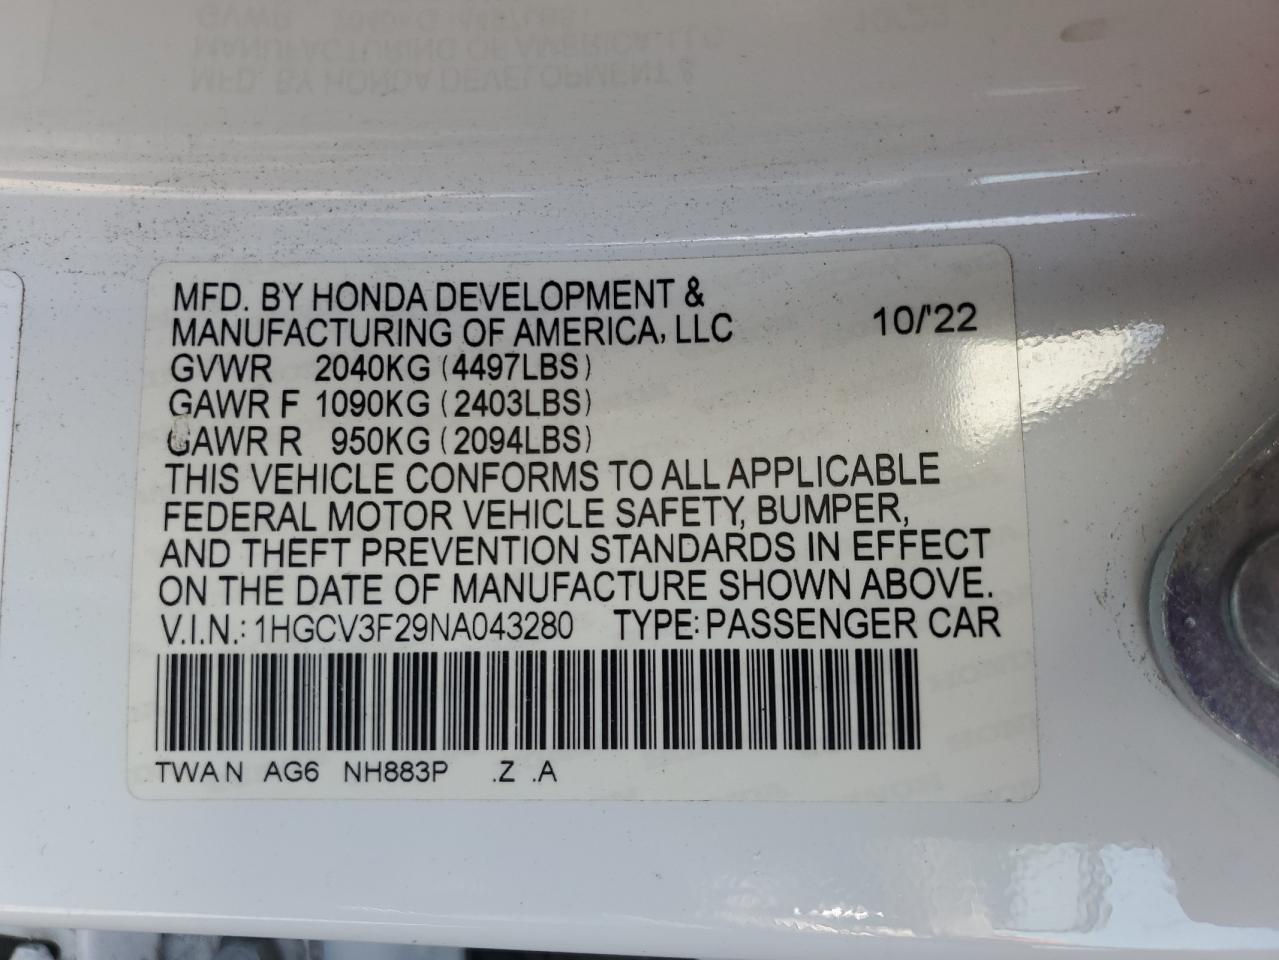 MFD. BY HONDA DEVELOPMENT &
MANUFACTURING OF AMERICA, LLC 10/'22
GVWR 2040KG (4497LBS)
GAWR F 1090KG (2403LBS)
GAWR R 950KG (2094LBS)
THIS VEHICLE CONFORMS TO ALL APPLICABLE
FEDERAL MOTOR VEHICLE SAFETY, BUMPER,
AND THEFT PREVENTION STANDARDS IN EFFECT
ON THE DATE OF MANUFACTURE SHOWN ABOVE.
V.I.N.: 1HGCV3F29NA043280 TYPE: PASSENGER CAR
TWAN AG6 NH883P .Z .A